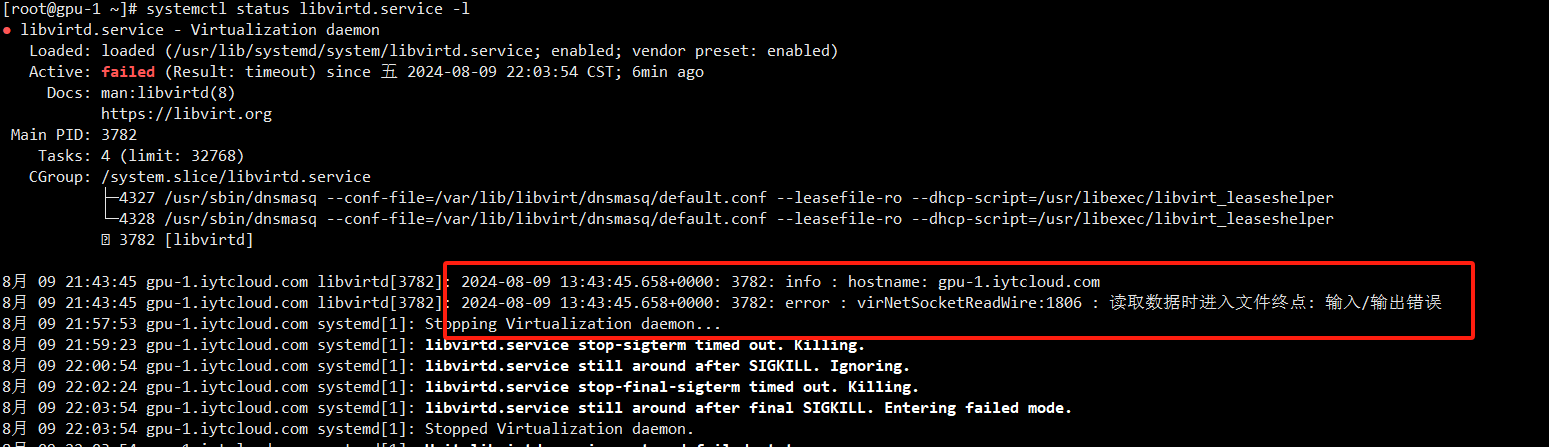 [root@gpu-1 ~]# systemctl status libvirtd.service -l
● libvirtd.service - Virtualization daemon
Loaded: loaded (/usr/lib/systemd/system/libvirtd.service; enabled; vendor preset: enabled)
Active: failed (Result: timeout) since 五 2024-08-09 22:03:54 CST; 6min ago
Docs: man:libvirtd(8)
https://libvirt.org
Main PID: 3782
Tasks: 4 (limit: 32768)
CGroup: /system.slice/libvirtd.service
├─4327 /usr/sbin/dnsmasq --conf-file=/var/lib/libvirt/dnsmasq/default.conf --leasefile-ro --dhcp-script=/usr/libexec/libvirt_leaseshelper
└─4328 /usr/sbin/dnsmasq --conf-file=/var/lib/libvirt/dnsmasq/default.conf --leasefile-ro --dhcp-script=/usr/libexec/libvirt_leaseshelper
3782 [libvirtd]
8月 09 21:43:45 gpu-1.iytcloud.com libvirtd[3782]: 2024-08-09 13:43:45.658+0000: 3782: info : hostname: gpu-1.iytcloud.com
8月 09 21:43:45 gpu-1.iytcloud.com libvirtd[3782]: 2024-08-09 13:43:45.658+0000: 3782: error : virNetSocketReadWire:1806 : 读取数据时进入文件终点: 输入/输出错误
8月 09 21:57:53 gpu-1.iytcloud.com systemd[1]: Stopping Virtualization daemon...
8月 09 21:59:23 gpu-1.iytcloud.com systemd[1]: libvirtd.service stop-sigterm timed out. Killing.
8月 09 22:00:54 gpu-1.iytcloud.com systemd[1]: libvirtd.service still around after SIGKILL. Ignoring.
8月 09 22:02:24 gpu-1.iytcloud.com systemd[1]: libvirtd.service stop-final-sigterm timed out. Killing.
8月 09 22:03:54 gpu-1.iytcloud.com systemd[1]: libvirtd.service still around after final SIGKILL. Entering failed mode.
8月 09 22:03:54 gpu-1.iytcloud.com systemd[1]: Stopped Virtualization daemon.